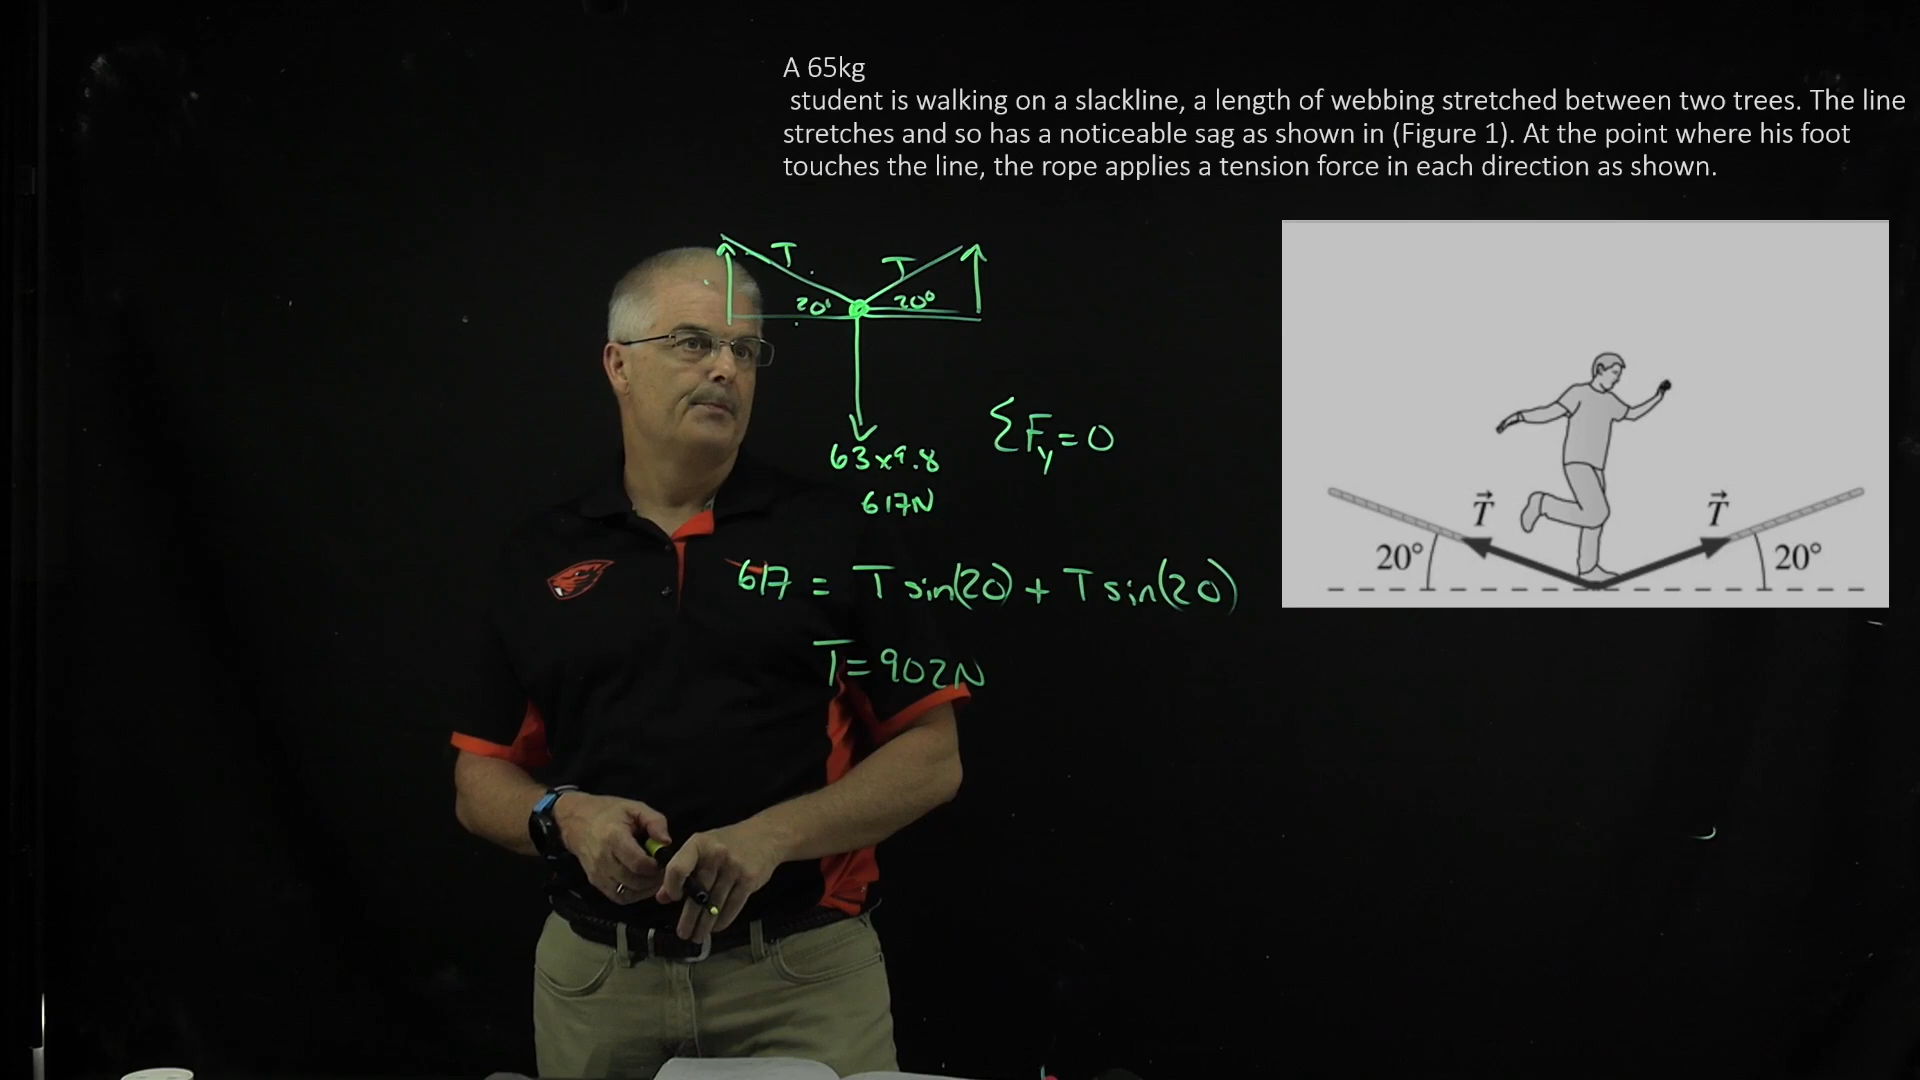 A 65kg
student is walking on a slackline, a length of webbing stretched between two trees. The line
stretches and so has a noticeable sag as shown in (Figure 1). At the point where his foot
touches the line, the rope applies a tension force in each direction as shown.
T T
20° 20°
63x9.8
617N
ΣFy=0
617 = T sin(20) + T sin(20)
T=902N
T⃗ T⃗
20° 20°